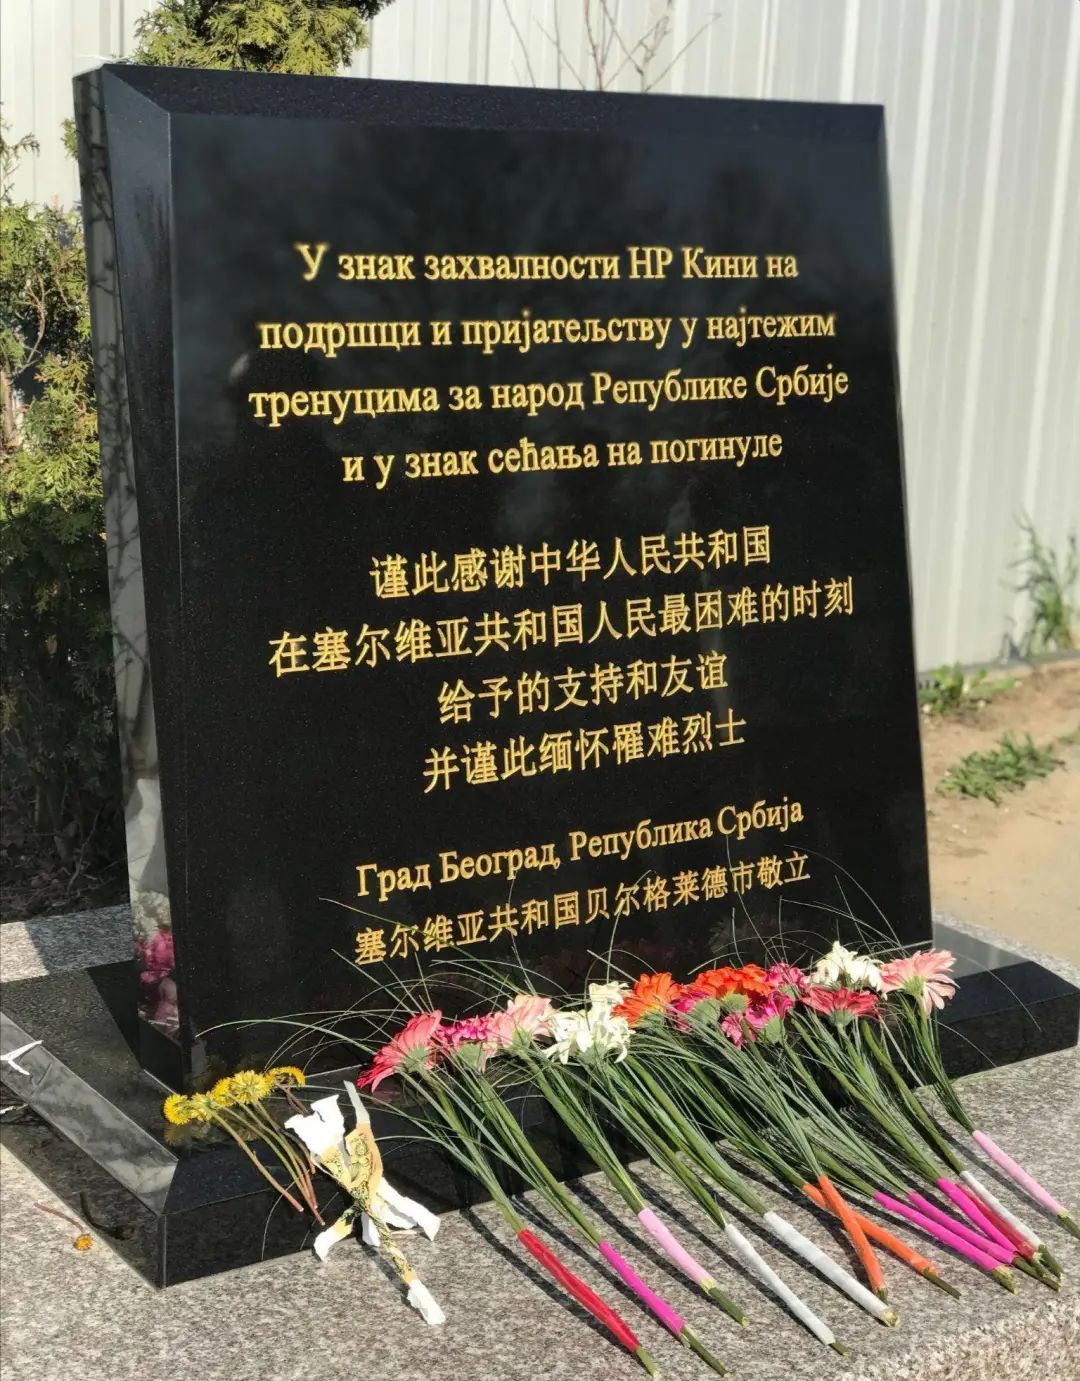 У знак захвалности НР Кини на
подршци и пријатељству у најтежим
тренуцима за народ Републике Србије
и у знак сећања на погинуле
谨此感谢中华人民共和国
在塞尔维亚共和国人民最困难的时刻
给予的支持和友谊
并谨此缅怀罹难烈士
Град Београд, Република Србија
塞尔维亚共和国贝尔格莱德市敬立